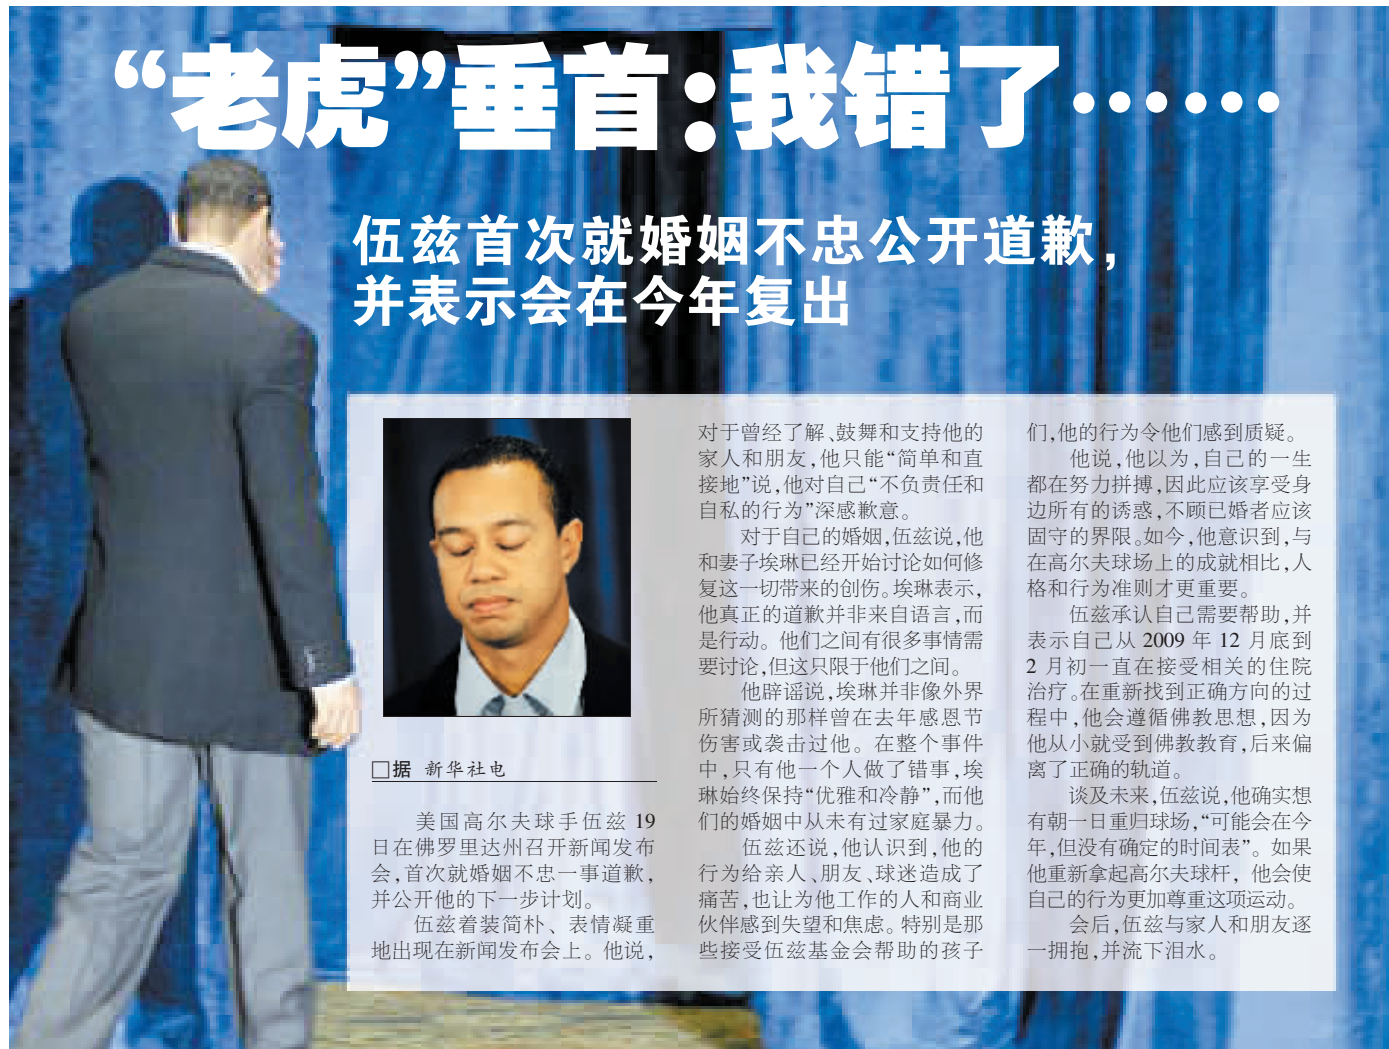 “老虎”垂首：我错了……
伍兹首次就婚姻不忠公开道歉，
并表示会在今年复出
□据 新华社电
美国高尔夫球手伍兹 19
日在佛罗里达州召开新闻发布
会，首次就婚姻不忠一事道歉，
并公开他的下一步计划。
伍兹着装简朴、表情凝重
地出现在新闻发布会上。他说，
对于曾经了解、鼓舞和支持他的
家人和朋友，他只能“简单和直
接地”说，他对自己“不负责任和
自私的行为”深感歉意。
对于自己的婚姻，伍兹说，他
和妻子埃琳已经开始讨论如何修
复这一切带来的创伤。埃琳表示，
他真正的道歉并非来自语言，而
是行动。他们之间有很多事情需
要讨论，但这只限于他们之间。
他辟谣说，埃琳并非像外界
所猜测的那样曾在去年感恩节
伤害或袭击过他。在整个事件
中，只有他一个人做了错事，埃
琳始终保持“优雅和冷静”，而他
们的婚姻中从未有过家庭暴力。
伍兹还说，他认识到，他的
行为给亲人、朋友、球迷造成了
痛苦，也让为他工作的人和商业
伙伴感到失望和焦虑。特别是那
些接受伍兹基金会帮助的孩子
们，他的行为令他们感到质疑。
他说，他以为，自己的一生
都在努力拼搏，因此应该享受身
边所有的诱惑，不顾已婚者应该
固守的界限。如今，他意识到，与
在高尔夫球场上的成就相比，人
格和行为准则才更重要。
伍兹承认自己需要帮助，并
表示自己从 2009 年 12 月底到
2 月初一直在接受相关的住院
治疗。在重新找到正确方向的过
程中，他会遵循佛教思想，因为
他从小就受到佛教教育，后来偏
离了正确的轨道。
谈及未来，伍兹说，他确实想
有朝一日重归球场，“可能会在今
年，但没有确定的时间表”。如果
他重新拿起高尔夫球杆，他会使
自己的行为更加尊重这项运动。
会后，伍兹与家人和朋友逐
一拥抱，并流下泪水。